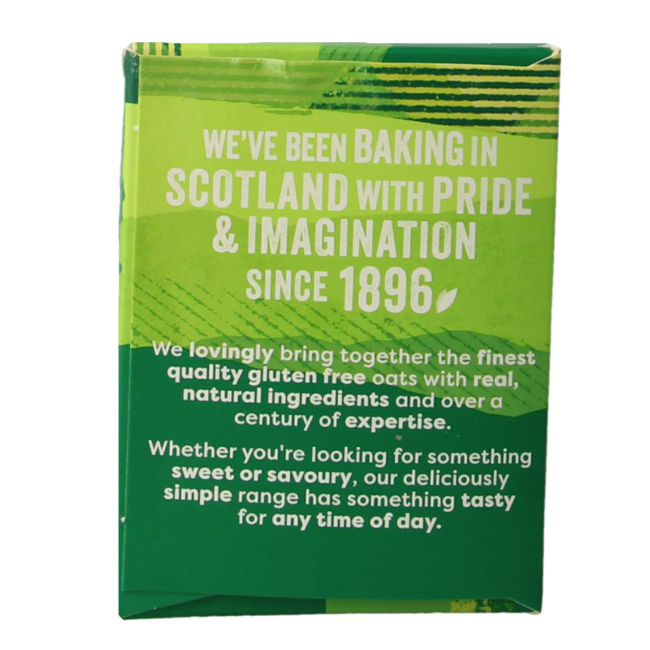 WE'VE BEEN BAKING IN
SCOTLAND WITH PRIDE
& IMAGINATION
SINCE 1896
We lovingly bring together the finest
quality gluten free oats with real,
natural ingredients and over a
century of expertise.
Whether you're looking for something
sweet or savoury, our deliciously
simple range has something tasty
for any time of day.